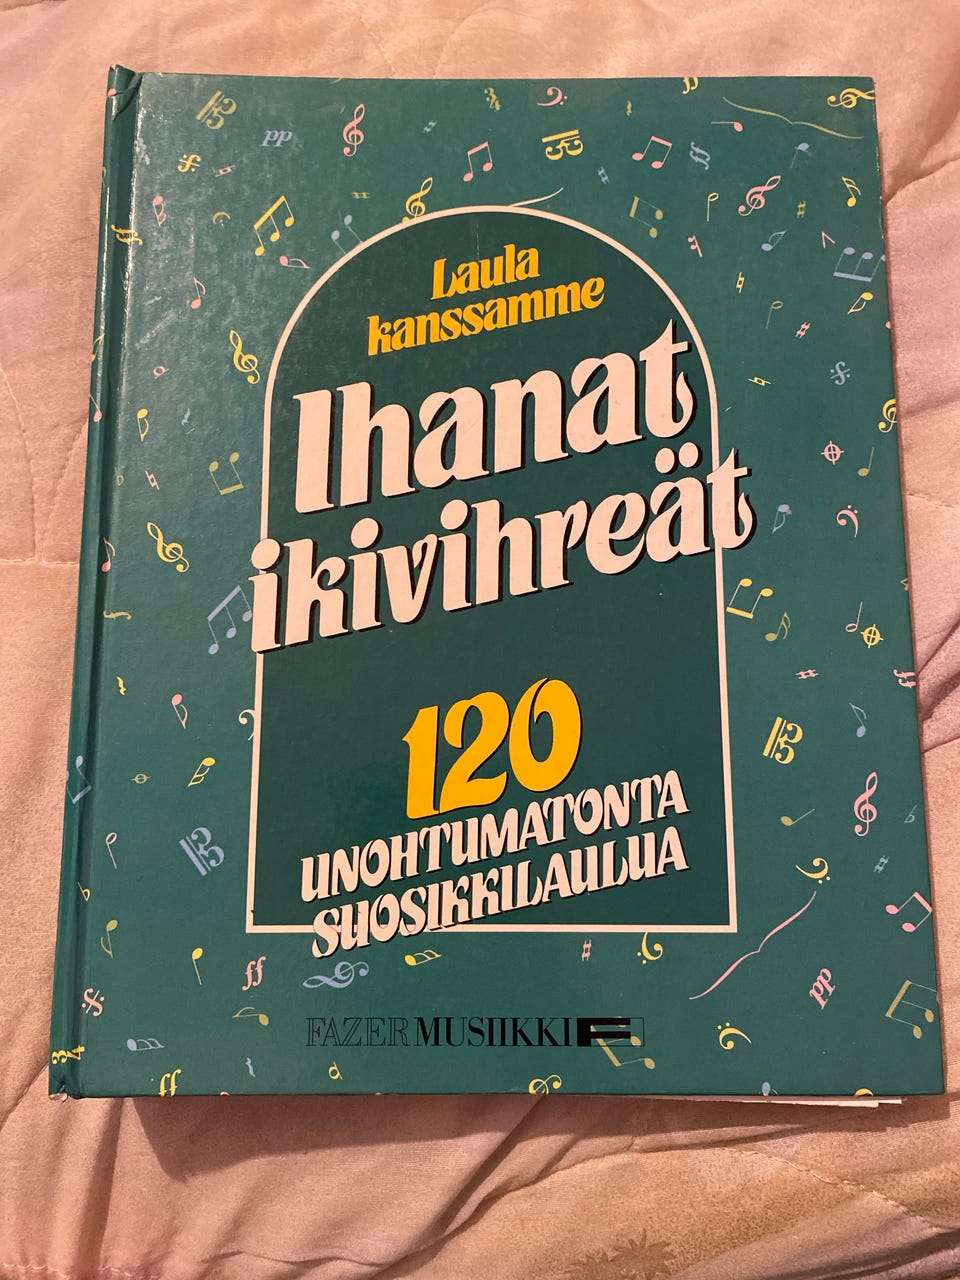 Laula
kanssamme
Ihanat
ikivihreät
120
UNOHTUMATONTA
SUOSIKKILAULUA
FAZER MUSIIKKI